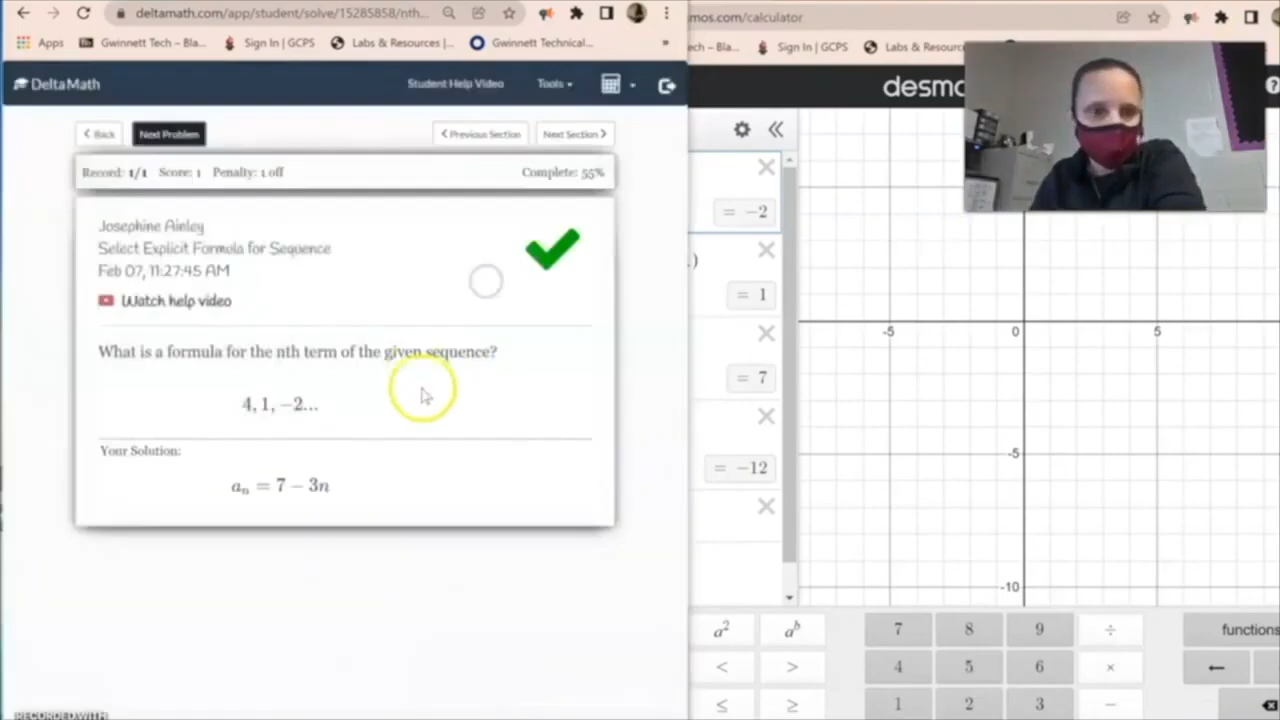 deltamath.com/app/student/solve/15285858/nth...
Apps
Gwinnett Tech – Bla...
Sign In | GCPS
Labs & Resources |...
Gwinnett Technical...
»
DeltaMath
Student Help Video
Tools
Back
Next Problem
Previous Section
Next Section
Record: 1/1 Score: 1 Penalty: 1 off
Complete: 55%
Josephine Ainley
Select Explicit Formula for Sequence
Feb 07, 11:27:45 AM
Watch help video
What is a formula for the nth term of the given sequence?
4, 1, −2...
Your Solution:
aₙ = 7 − 3n
RECORDED WITH
mos.com/calculator
ech – Bla...
Sign In | GCPS
Labs & Resourc
desmo
= −2
.)
= 1
= 7
= −12
-5
0
5
-5
-10
a²
aᵇ
7
8
9
÷
functions
<
>
4
5
6
×
≤
≥
1
2
3
−